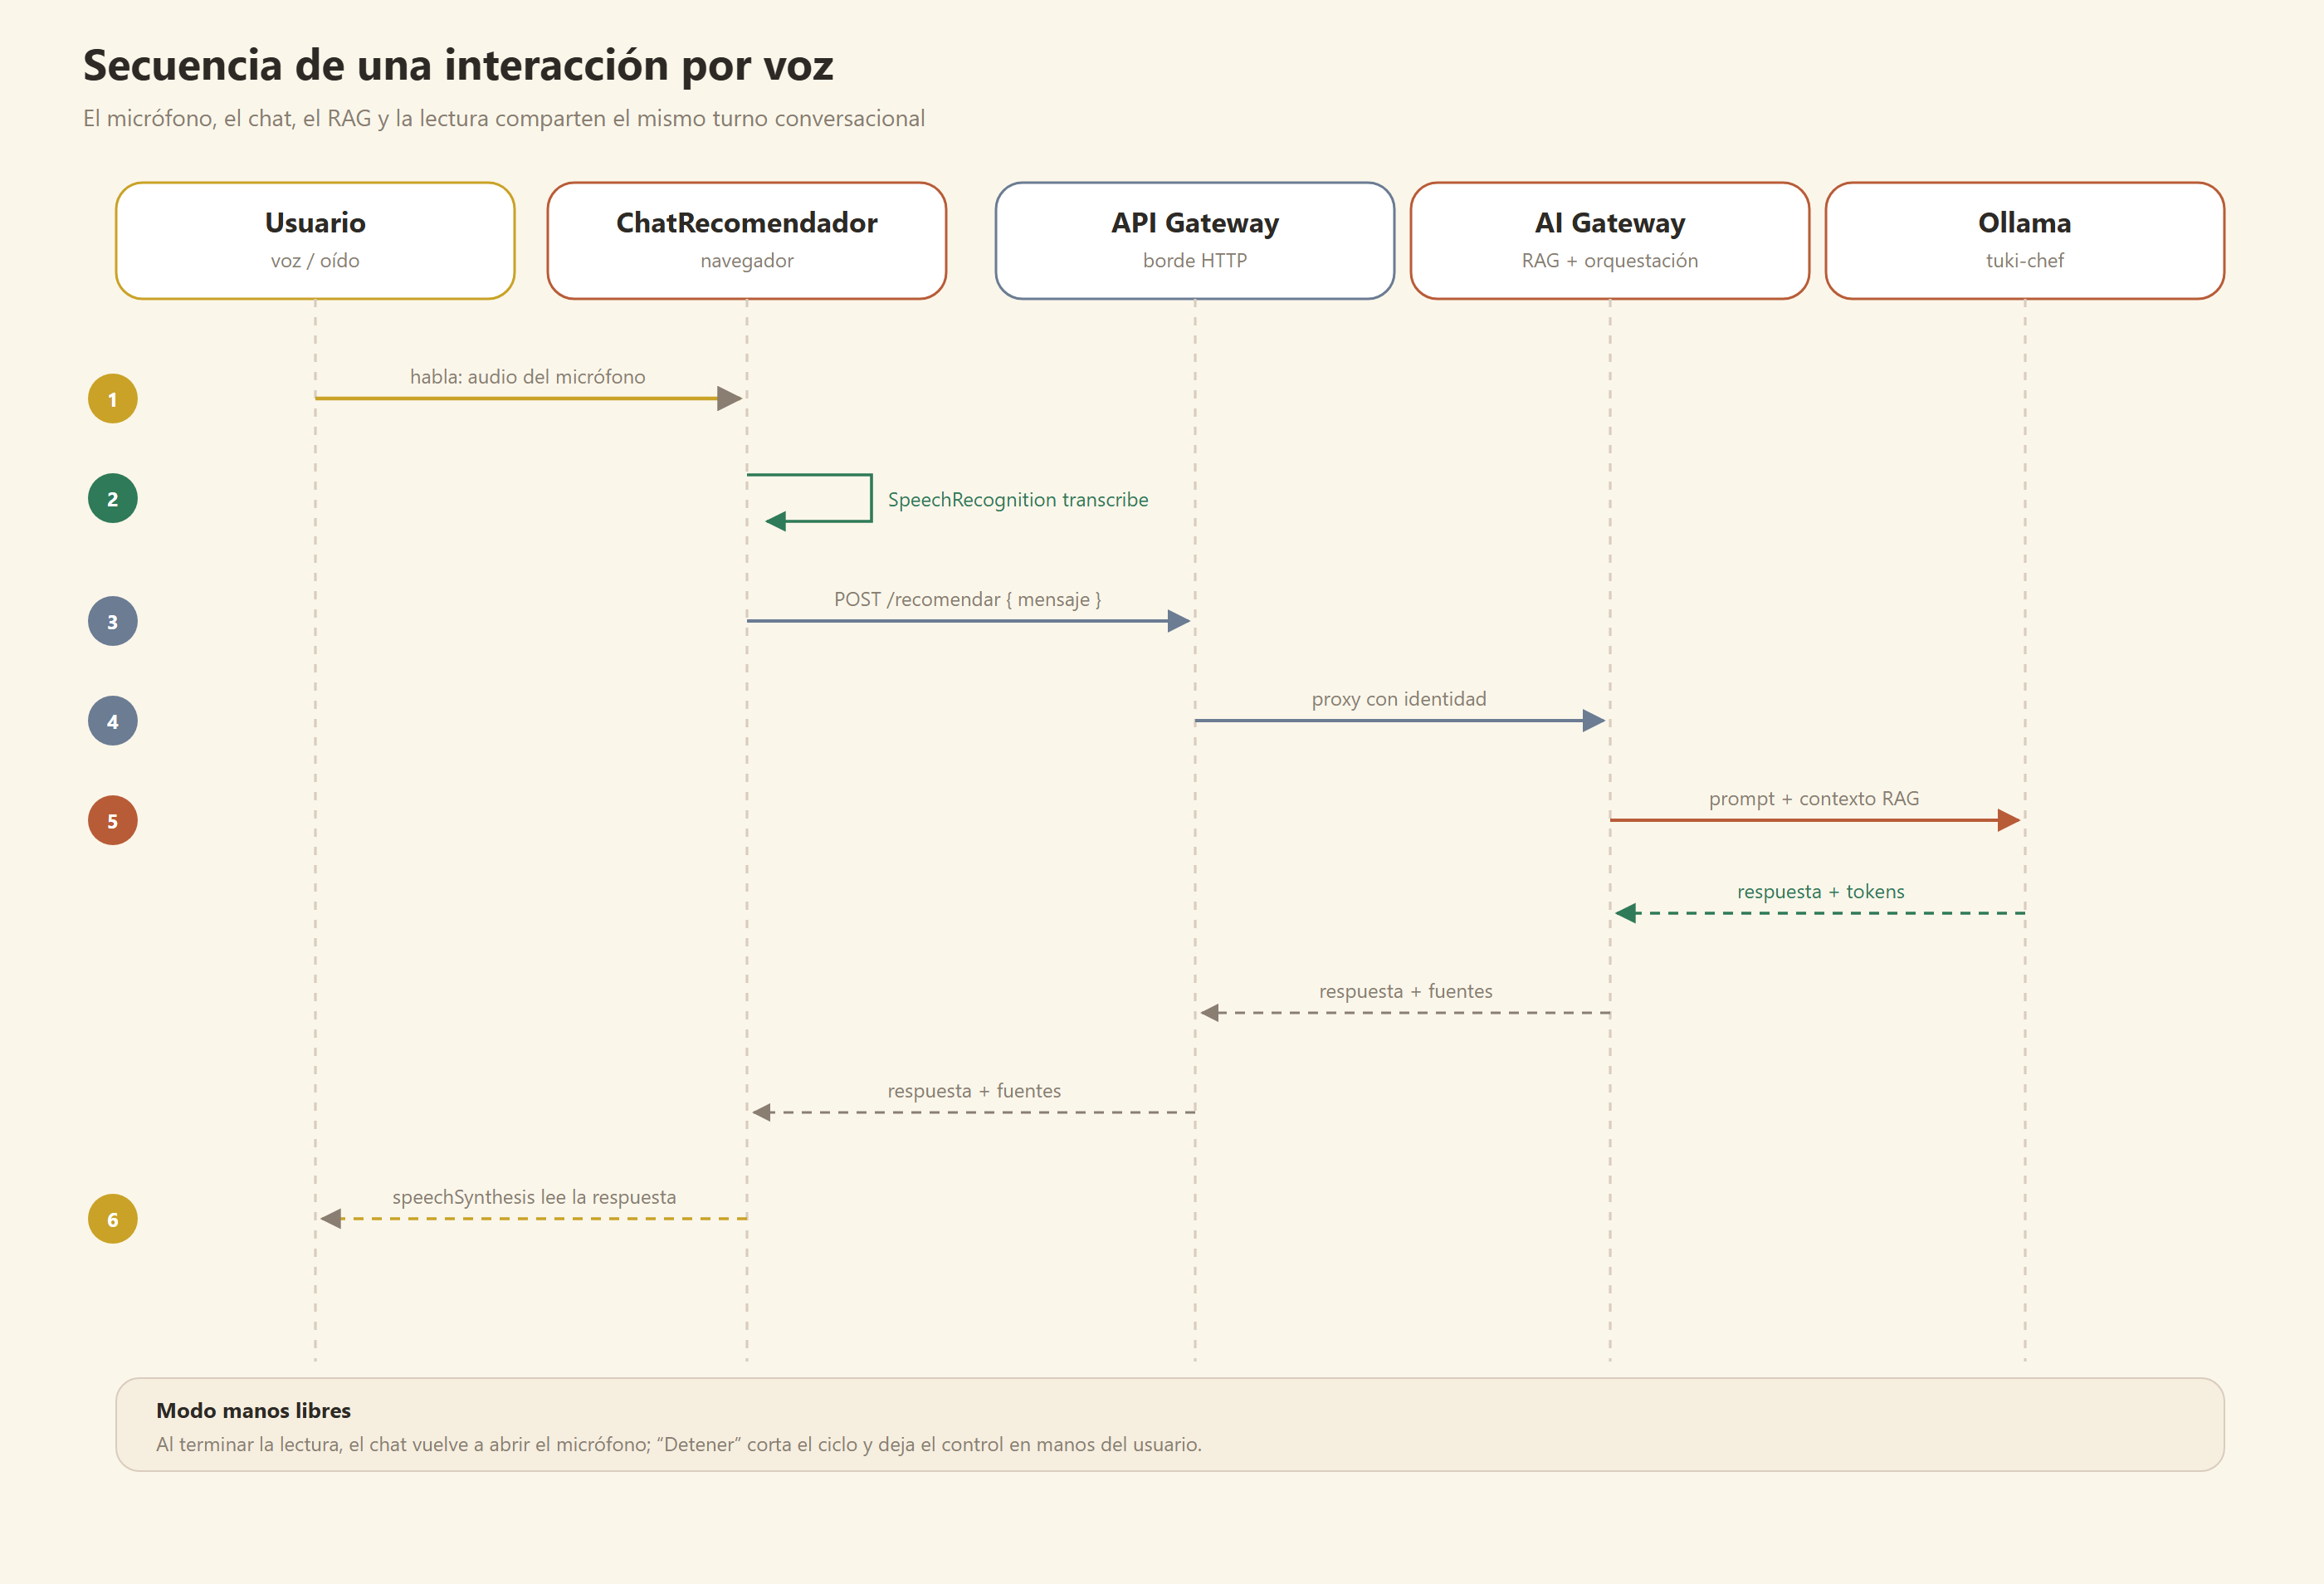 Secuencia de una interacción por voz
El micrófono, el chat, el RAG y la lectura comparten el mismo turno conversacional
Usuario
voz / oído
ChatRecomendador
navegador
API Gateway
borde HTTP
AI Gateway
RAG + orquestación
Ollama
tuki-chef
1
habla: audio del micrófono
2
SpeechRecognition transcribe
3
POST /recomendar { mensaje }
4
proxy con identidad
5
prompt + contexto RAG
respuesta + tokens
respuesta + fuentes
respuesta + fuentes
6
speechSynthesis lee la respuesta
Modo manos libres
Al terminar la lectura, el chat vuelve a abrir el micrófono; “Detener” corta el ciclo y deja el control en manos del usuario.